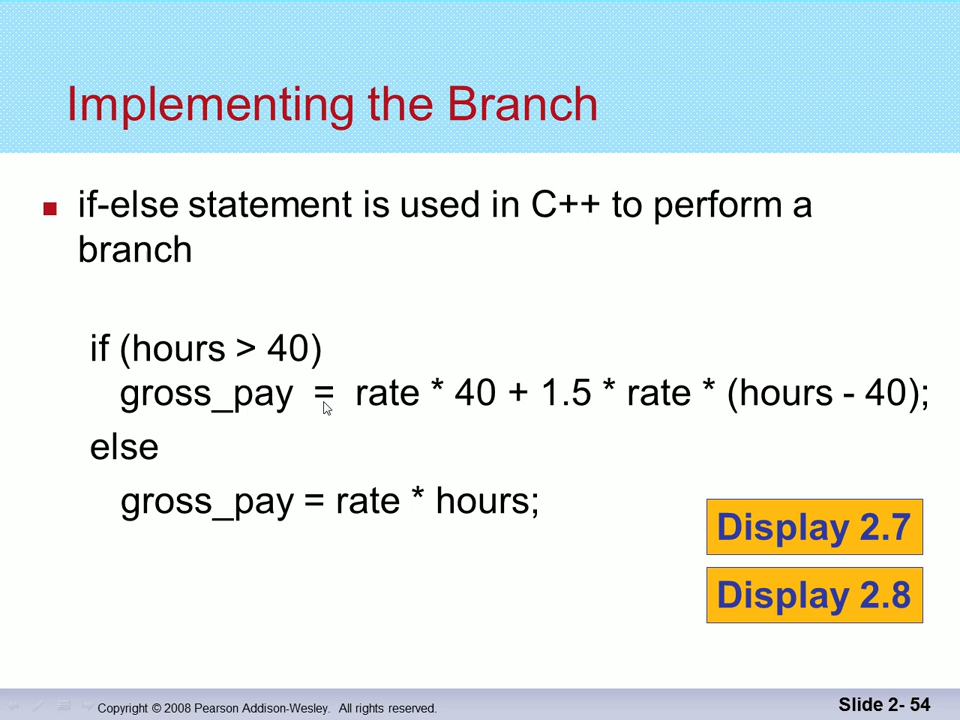 Implementing the Branch
if-else statement is used in C++ to perform a
branch
if (hours > 40)
gross_pay = rate * 40 + 1.5 * rate * (hours - 40);
else
gross_pay = rate * hours;
Display 2.7
Display 2.8
Copyright © 2008 Pearson Addison-Wesley. All rights reserved.
Slide 2- 54